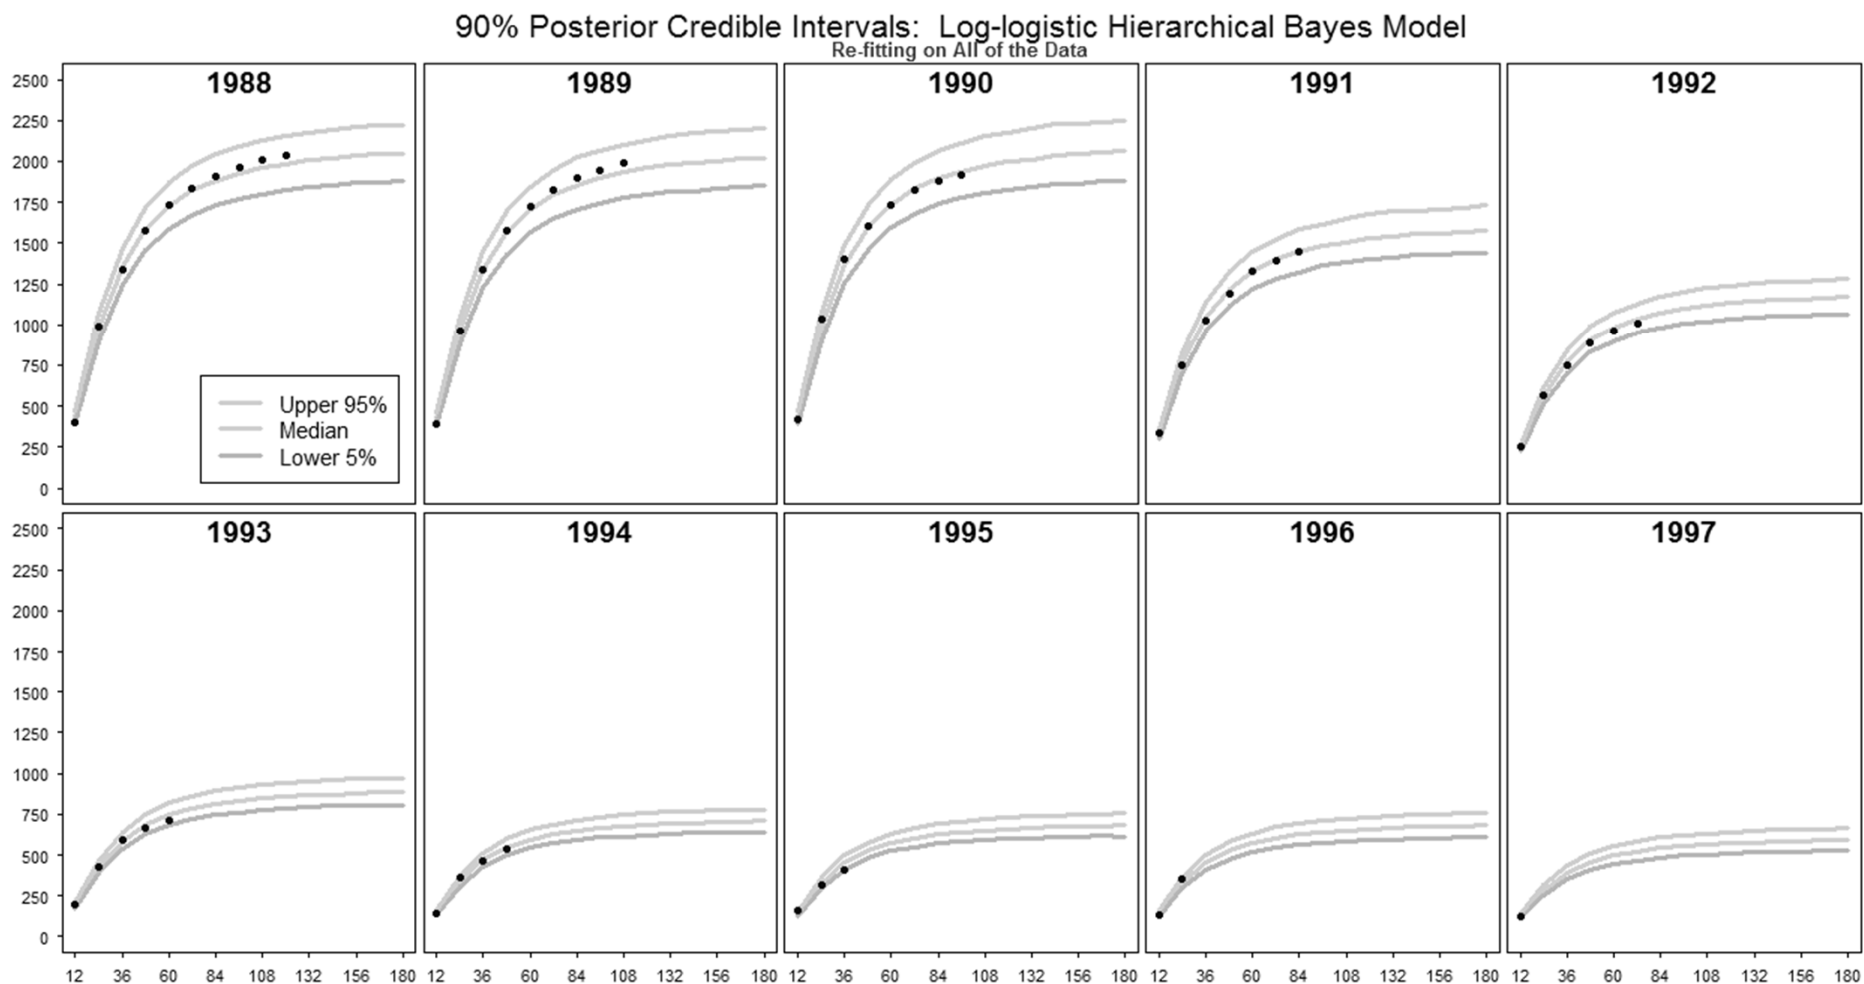 90% Posterior Credible Intervals:  Log-logistic Hierarchical Bayes Model
Re-fitting on All of the Data
1988 1989 1990 1991 1992
2500
2250
2000
1750
1500
1250
1000
750
500
250
0
Upper 95%
Median
Lower 5%
1993 1994 1995 1996 1997
2500
2250
2000
1750
1500
1250
1000
750
500
250
0
12 36 60 84 108 132 156 180 12 36 60 84 108 132 156 180 12 36 60 84 108 132 156 180 12 36 60 84 108 132 156 180 12 36 60 84 108 132 156 180